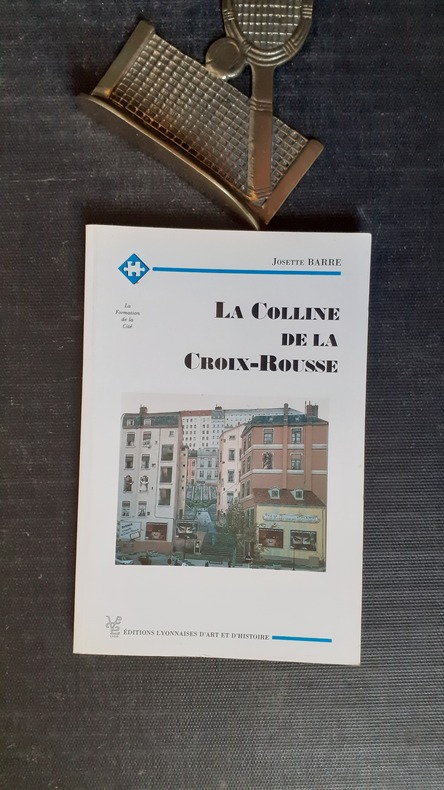 Josette BARRE
La
Formation
de la
Cité
La Colline
de la
Croix-Rousse
ÉDITIONS LYONNAISES D'ART ET D'HISTOIRE